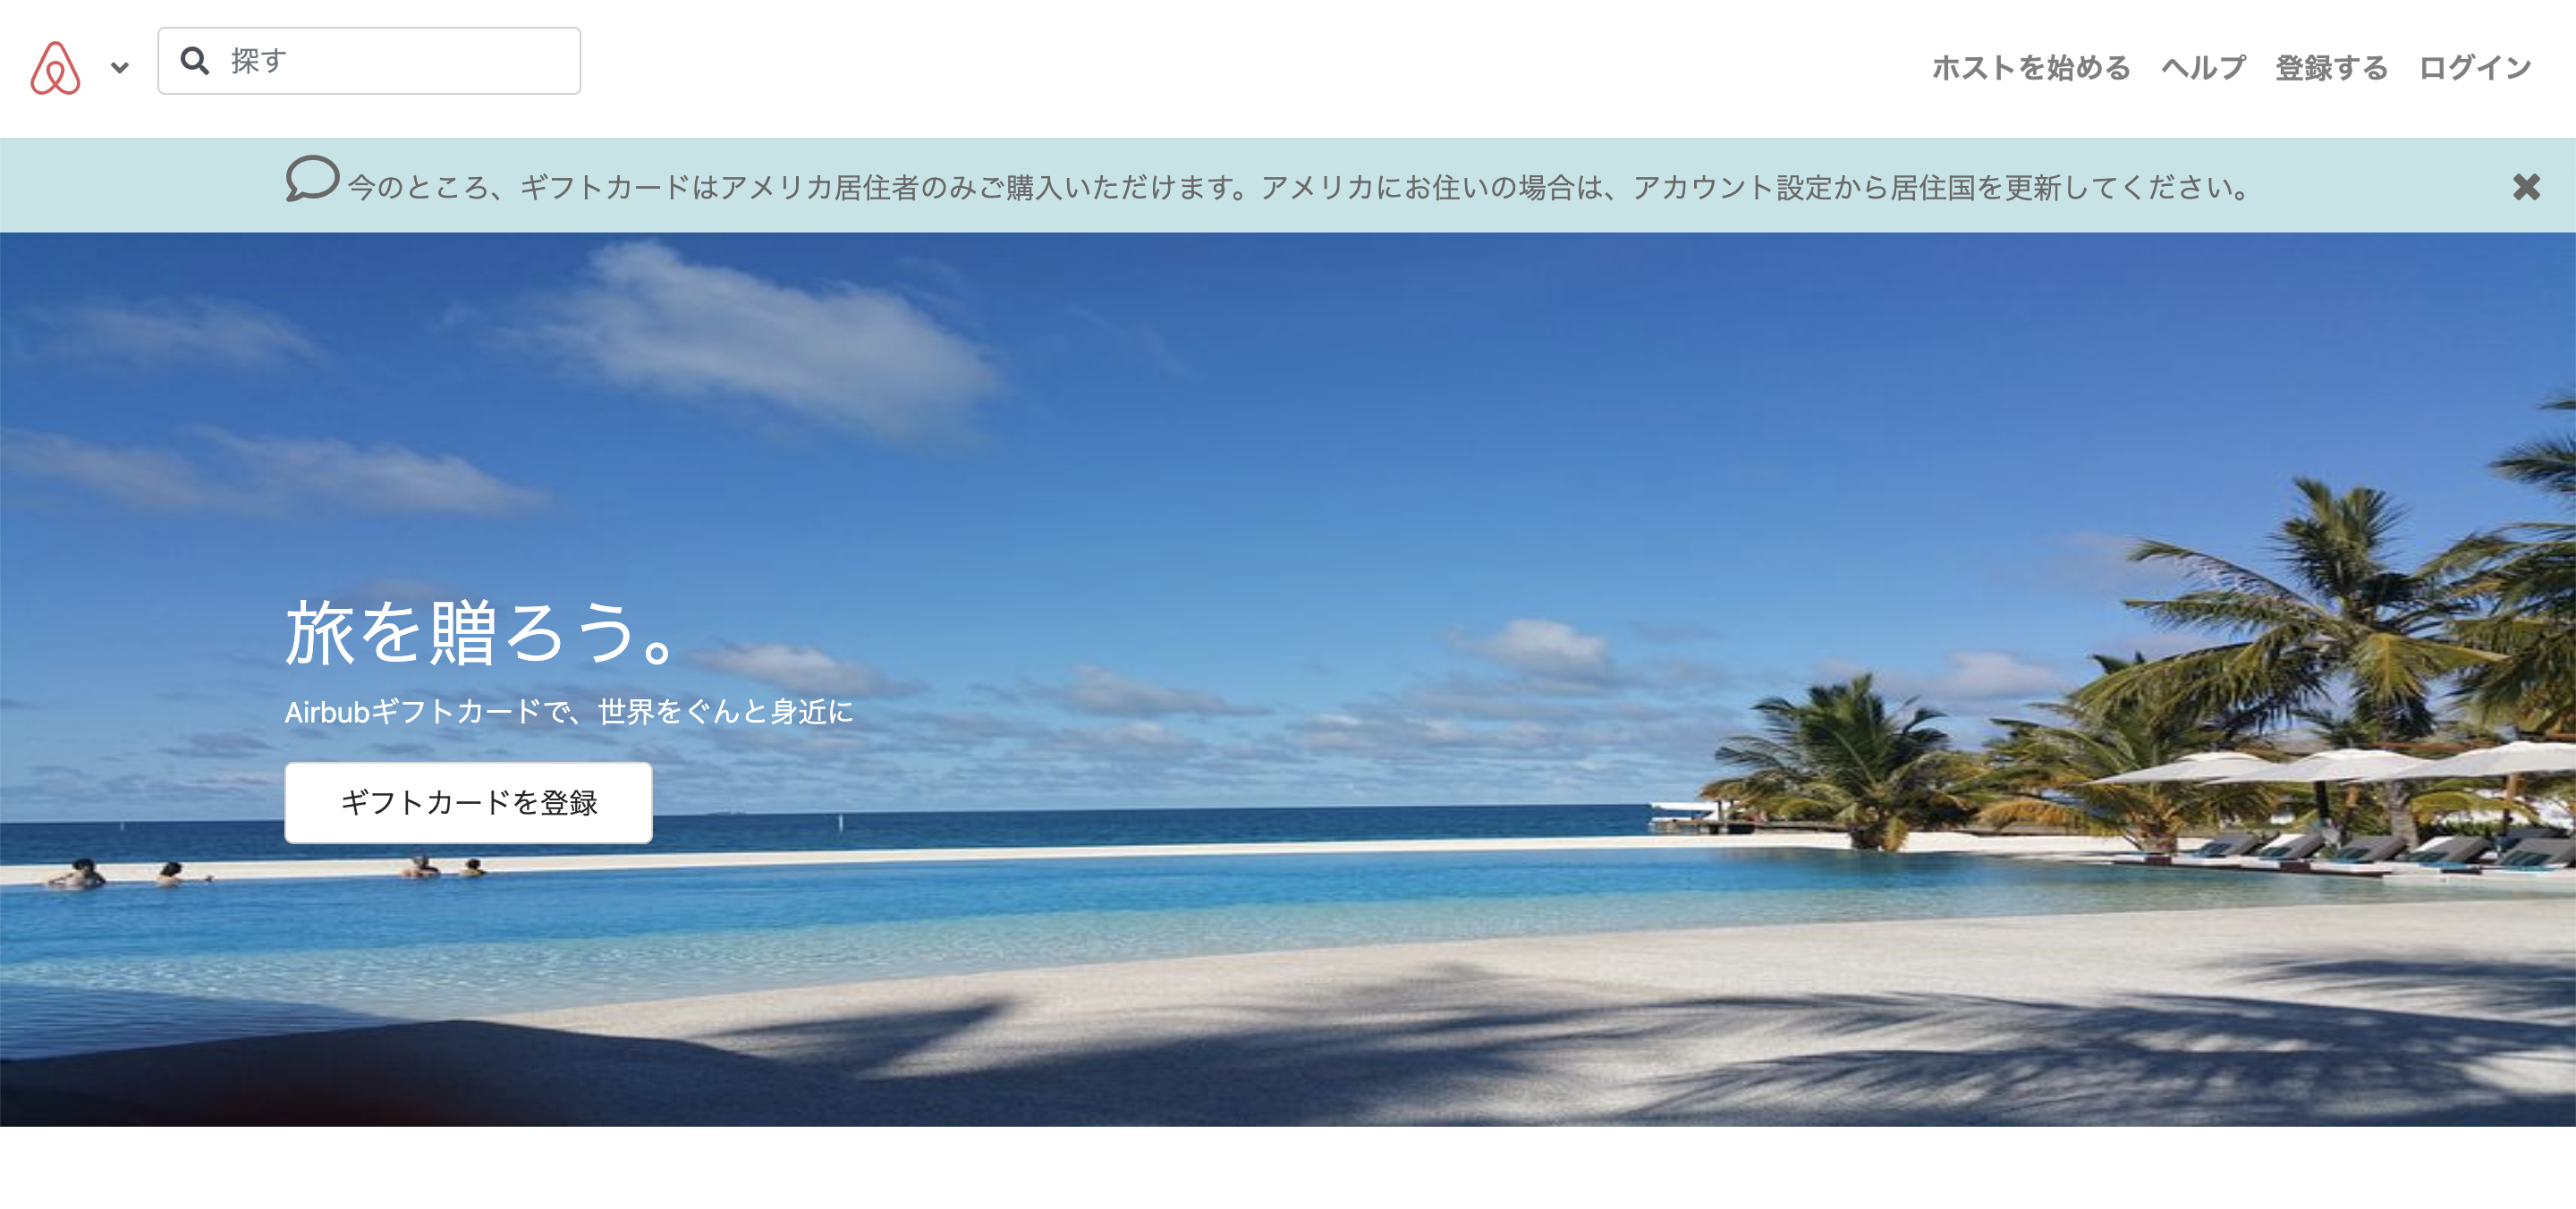 探す
ホストを始める ヘルプ 登録する ログイン
今のところ、ギフトカードはアメリカ居住者のみご購入いただけます。アメリカにお住いの場合は、アカウント設定から居住国を更新してください。
旅を贈ろう。
Airbubギフトカードで、世界をぐんと身近に
ギフトカードを登録